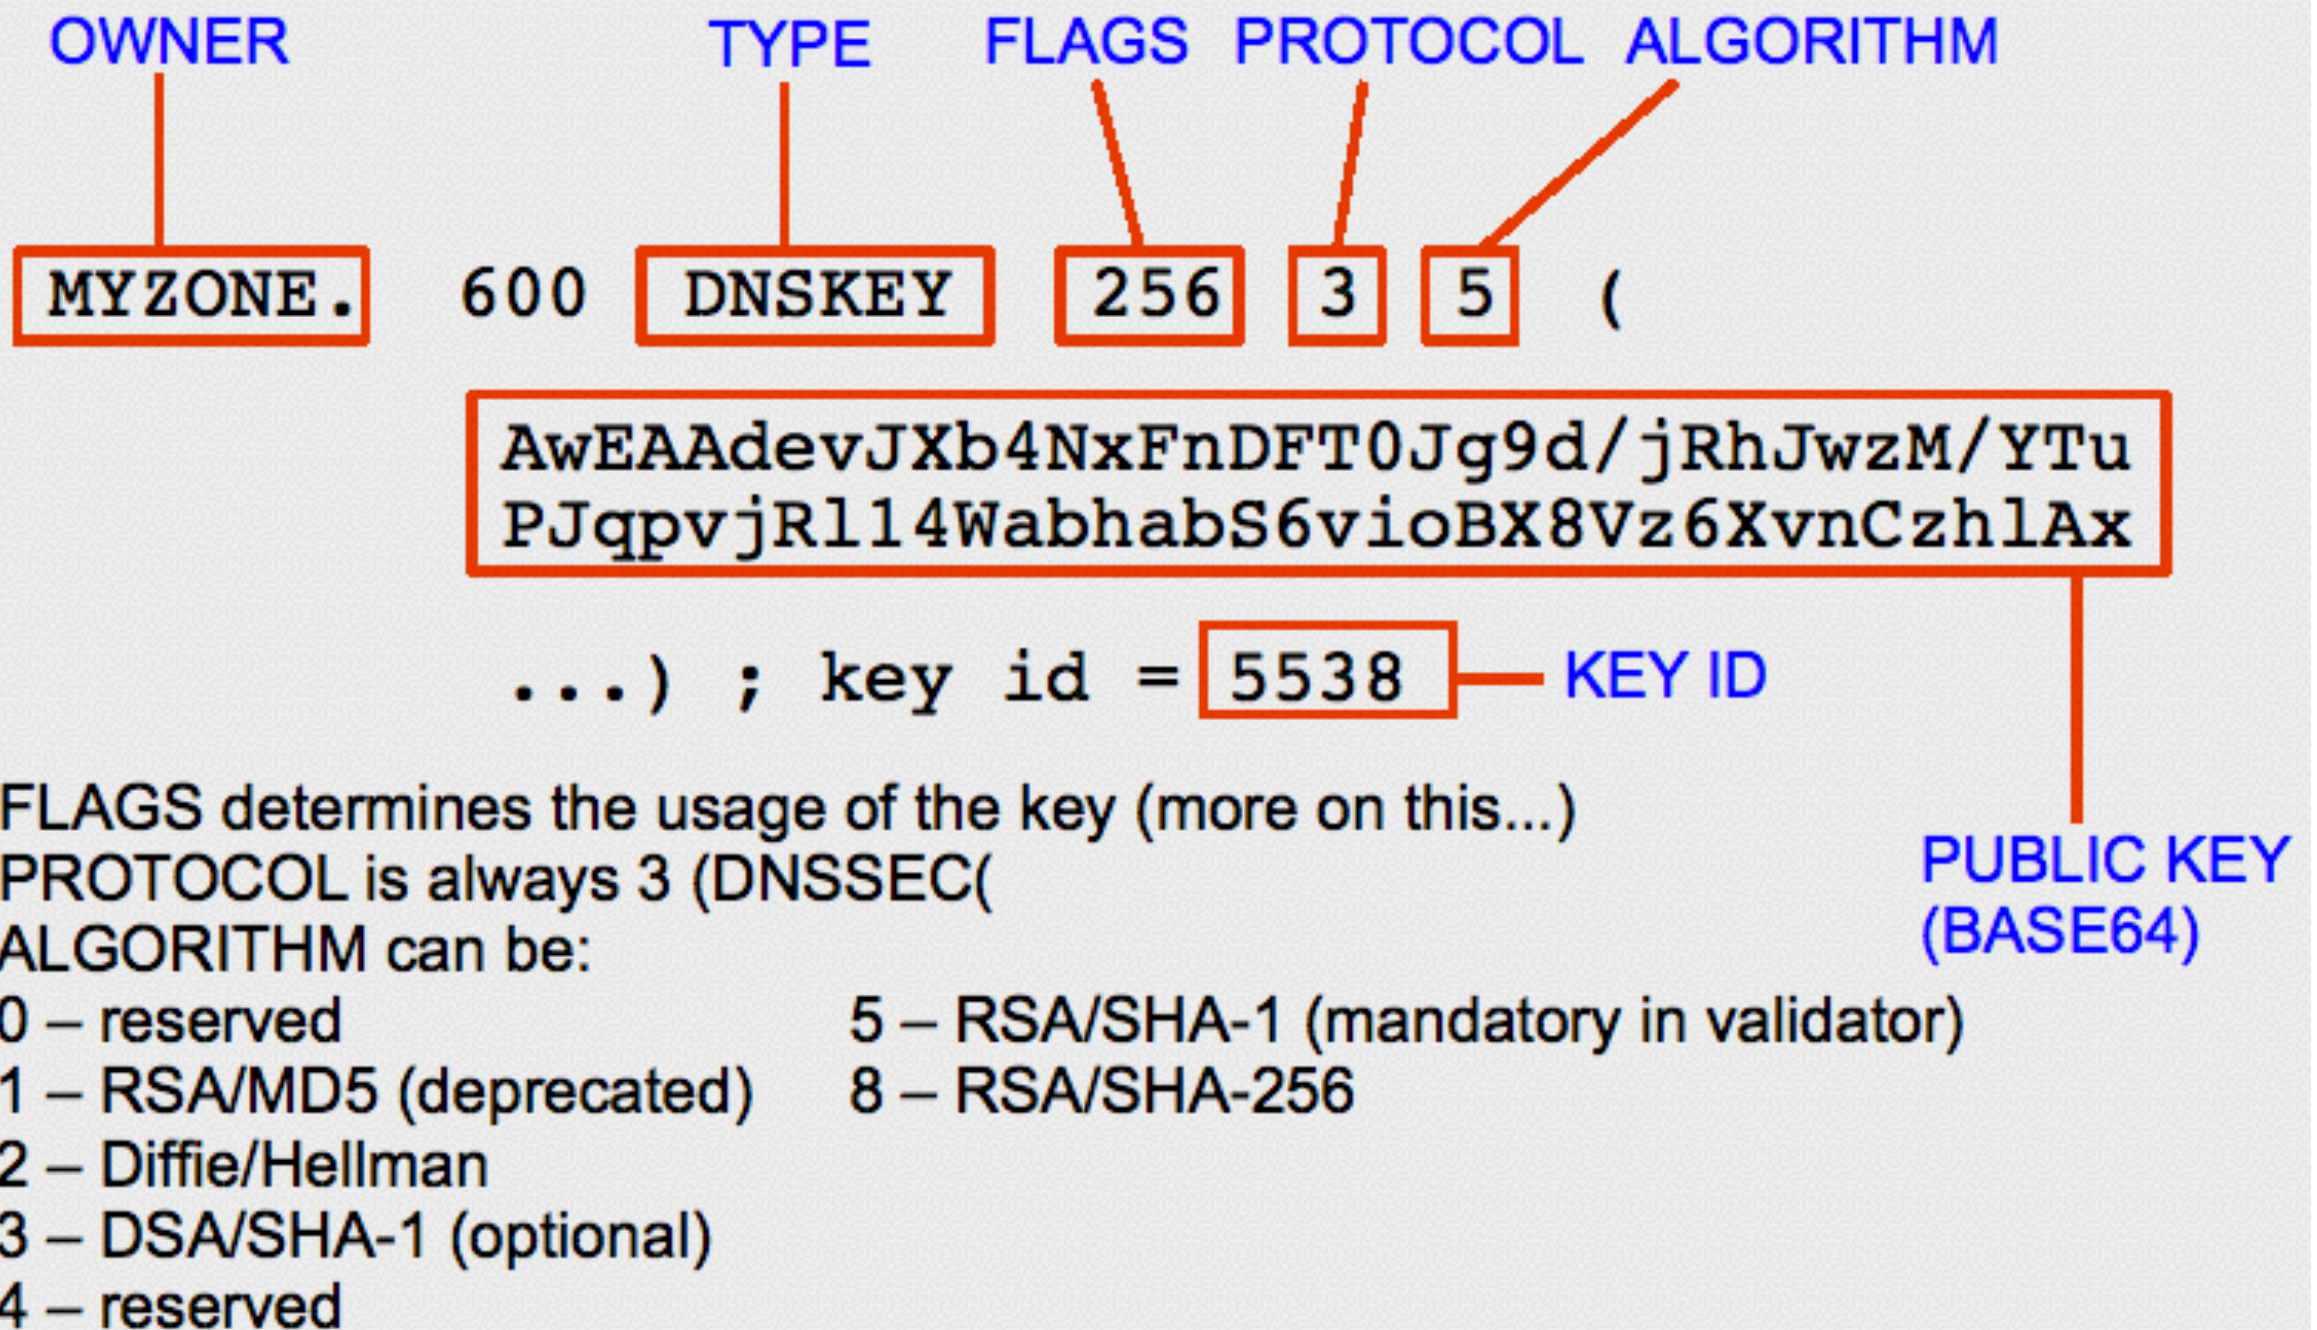 OWNER TYPE FLAGS PROTOCOL ALGORITHM
MYZONE. 600 DNSKEY 256 3 5 (
AwEAAdevJXb4NxFnDFT0Jg9d/jRhJwzM/YTu
PJqpvjRl14WabhabS6vioBX8Vz6XvnCzhlAx
...) ; key id = 5538 KEY ID
FLAGS determines the usage of the key (more on this...)
PROTOCOL is always 3 (DNSSEC(
PUBLIC KEY
(BASE64)
ALGORITHM can be:
0 – reserved
1 – RSA/MD5 (deprecated)
2 – Diffie/Hellman
3 – DSA/SHA-1 (optional)
4 – reserved
5 – RSA/SHA-1 (mandatory in validator)
8 – RSA/SHA-256